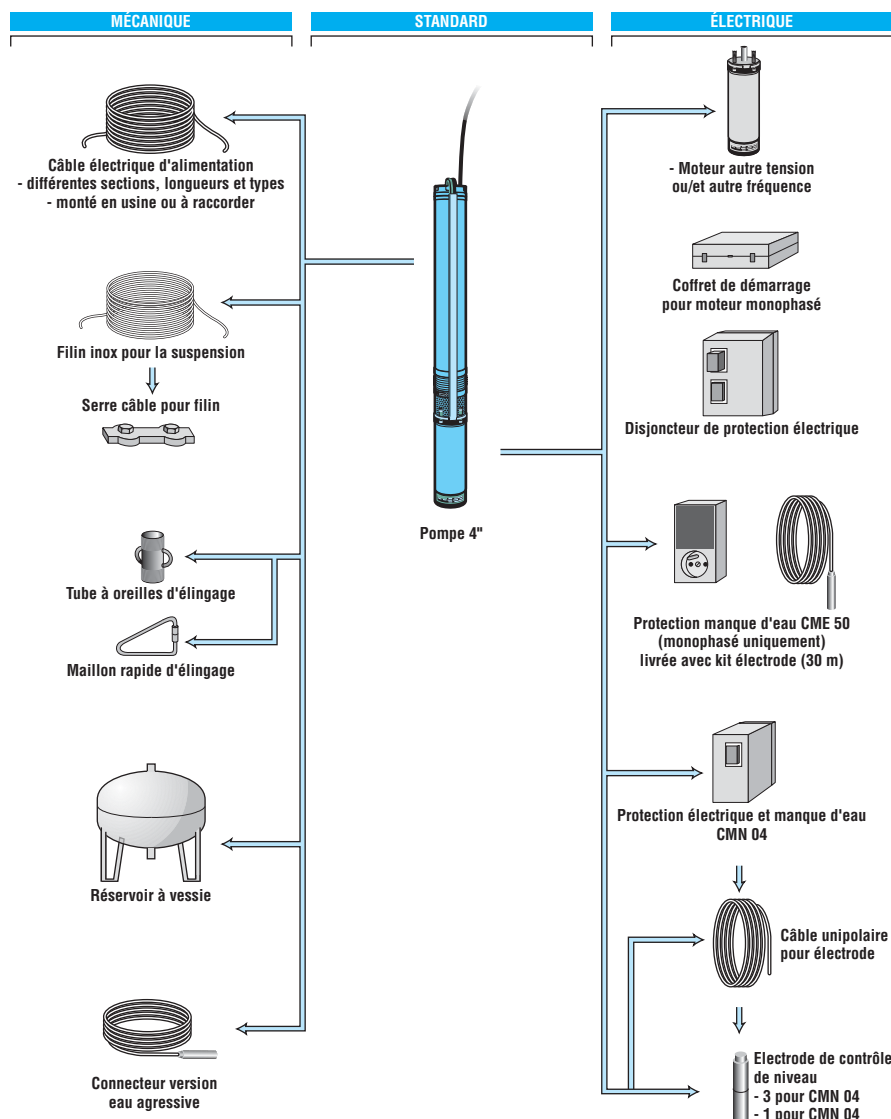 MÉCANIQUE
STANDARD
ÉLECTRIQUE
Câble électrique d'alimentation
- différentes sections, longueurs et types
- monté en usine ou à raccorder
Filin inox pour la suspension
Serre câble pour filin
Tube à oreilles d'élingage
Maillon rapide d'élingage
Réservoir à vessie
Connecteur version
eau agressive
Pompe 4"
- Moteur autre tension
ou/et autre fréquence
Coffret de démarrage
pour moteur monophasé
Disjoncteur de protection électrique
Protection manque d'eau CME 50
(monophasé uniquement)
livrée avec kit électrode (30 m)
Protection électrique et manque d'eau
CMN 04
Câble unipolaire
pour électrode
Electrode de contrôle
de niveau
- 3 pour CMN 04
- 1 pour CMN 04